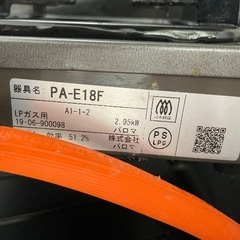 器具名: PA-E18F
LPガス用 A1-1-2 2.95kW
19・06-900098 パロマ
効率 51.2% 株式会社
パロマ
PS
LPG